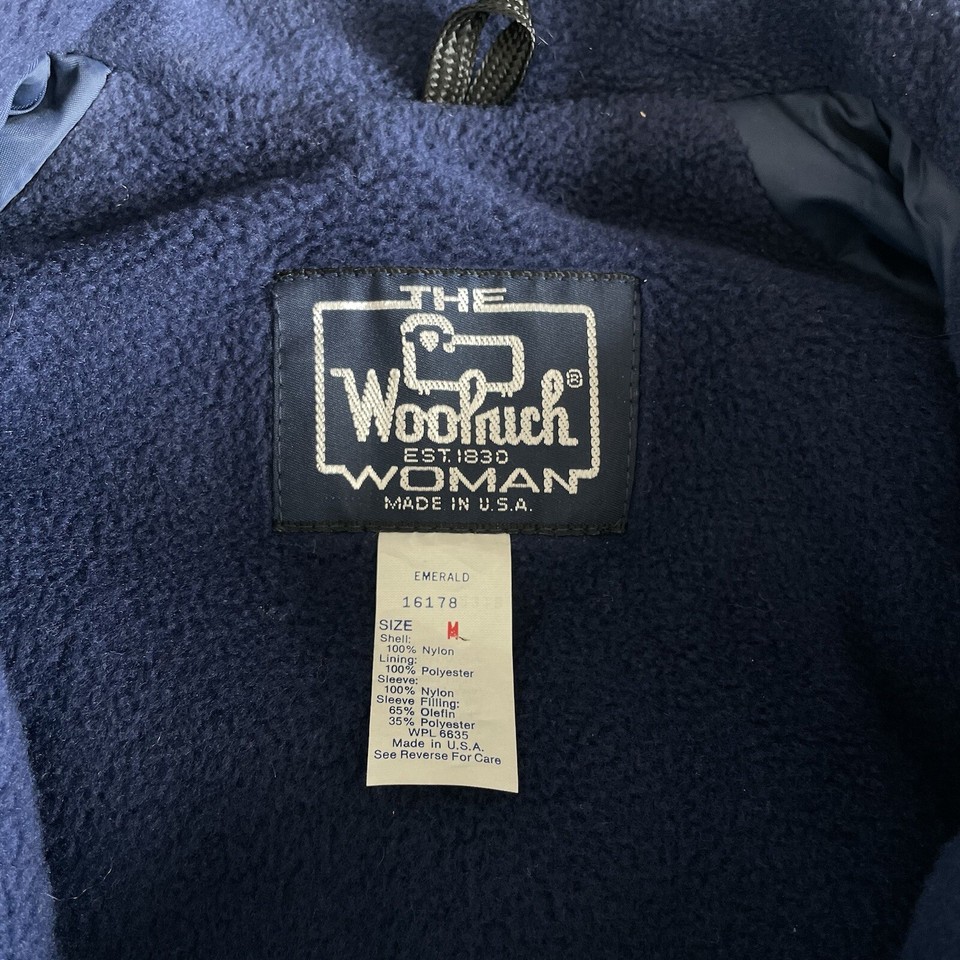 THE
Woolrich®
EST. 1830
WOMAN
MADE IN U.S.A.
EMERALD
16178
SIZE M
Shell:
100% Nylon
Lining:
100% Polyester
Sleeve:
100% Nylon
Sleeve Filling:
65% Olefin
35% Polyester
WPL 6635
Made in U.S.A.
See Reverse For Care